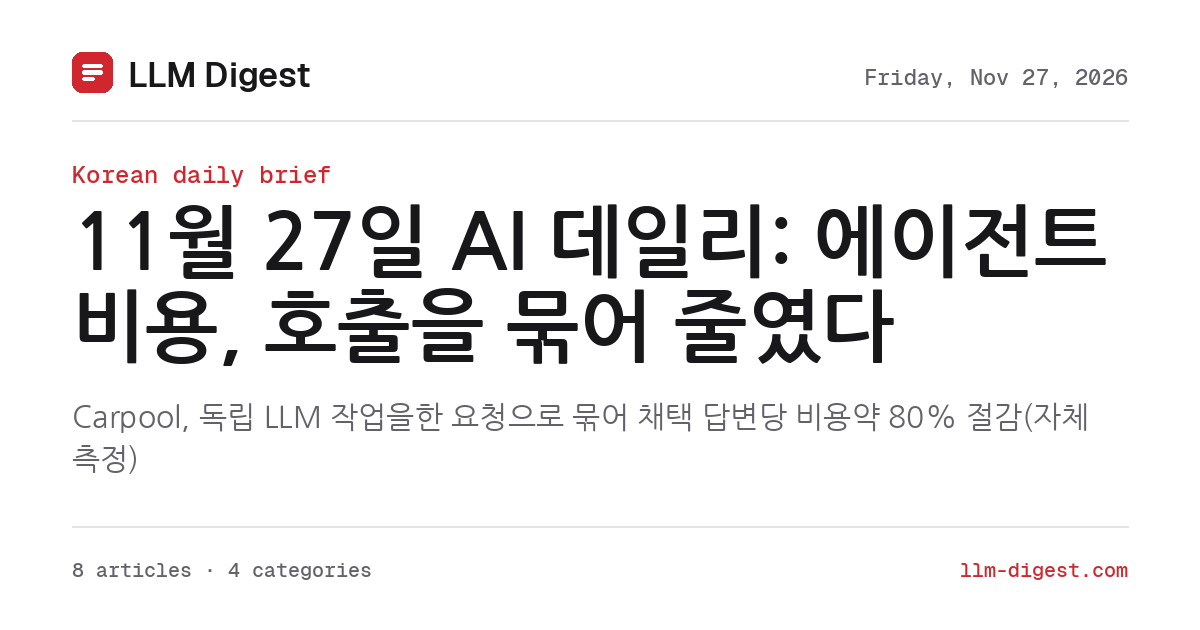 LLM Digest
Friday, Nov 27, 2026
Korean daily brief
11월 27일 AI 데일리: 에이전트
비용, 호출을 묶어 줄였다
Carpool, 독립 LLM 작업을한 요청으로 묶어 채택 답변당 비용약 80% 절감(자체
측정)
8 articles · 4 categories
llm-digest.com